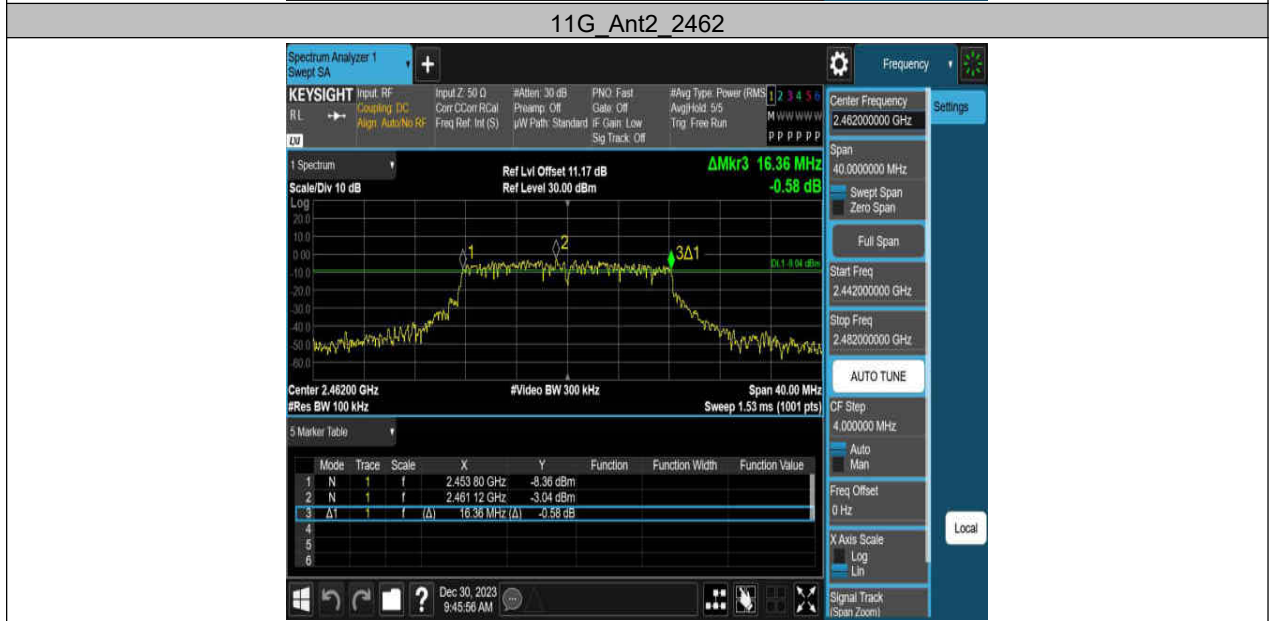 11G_Ant2_2462
Spectrum Analyzer 1
Swept SA
+
Frequency
KEYSIGHT
RL
LXI
Input: RF
Coupling: DC
Align: Auto/No RF
Input Z: 50 Ω
Corr CCorr RCal
Freq Ref: Int (S)
#Atten: 30 dB
Preamp: Off
µW Path: Standard
PNO: Fast
Gate: Off
IF Gain: Low
Sig Track: Off
#Avg Type: Power (RMS
Avg|Hold: 5/5
Trig: Free Run
1 2 3 4 5 6
M W W W W W
P P P P P P
1 Spectrum
Scale/Div 10 dB
Ref Lvl Offset 11.17 dB
Ref Level 30.00 dBm
ΔMkr3 16.36 MHz
-0.58 dB
Log
20.0
10.0
0.00
-10.0
-20.0
-30.0
-40.0
-50.0
-60.0
1
2
3Δ1
DL1 -9.04 dBm
Center 2.46200 GHz
#Video BW 300 kHz
Span 40.00 MHz
#Res BW 100 kHz
Sweep 1.53 ms (1001 pts)
5 Marker Table
Mode Trace Scale X Y Function Function Width Function Value
1 N 1 f 2.453 80 GHz -8.36 dBm
2 N 1 f 2.461 12 GHz -3.04 dBm
3 Δ1 1 f (Δ) 16.36 MHz (Δ) -0.58 dB
4
5
6
?
Dec 30, 2023
9:45:56 AM
Center Frequency
2.462000000 GHz
Settings
Span
40.0000000 MHz
Swept Span
Zero Span
Full Span
Start Freq
2.442000000 GHz
Stop Freq
2.482000000 GHz
AUTO TUNE
CF Step
4.000000 MHz
Auto
Man
Freq Offset
0 Hz
Local
X Axis Scale
Log
Lin
Signal Track
(Span Zoom)